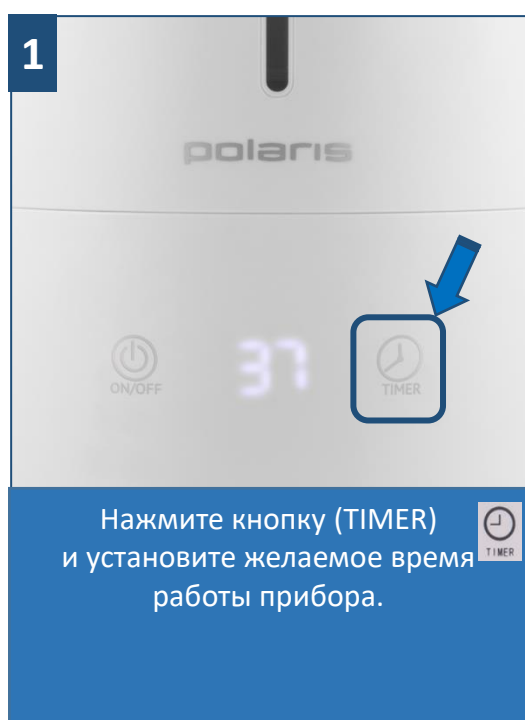 1
polaris
ON/OFF
37
TIMER
Нажмите кнопку (TIMER)
TIMER
и установите желаемое время
работы прибора.